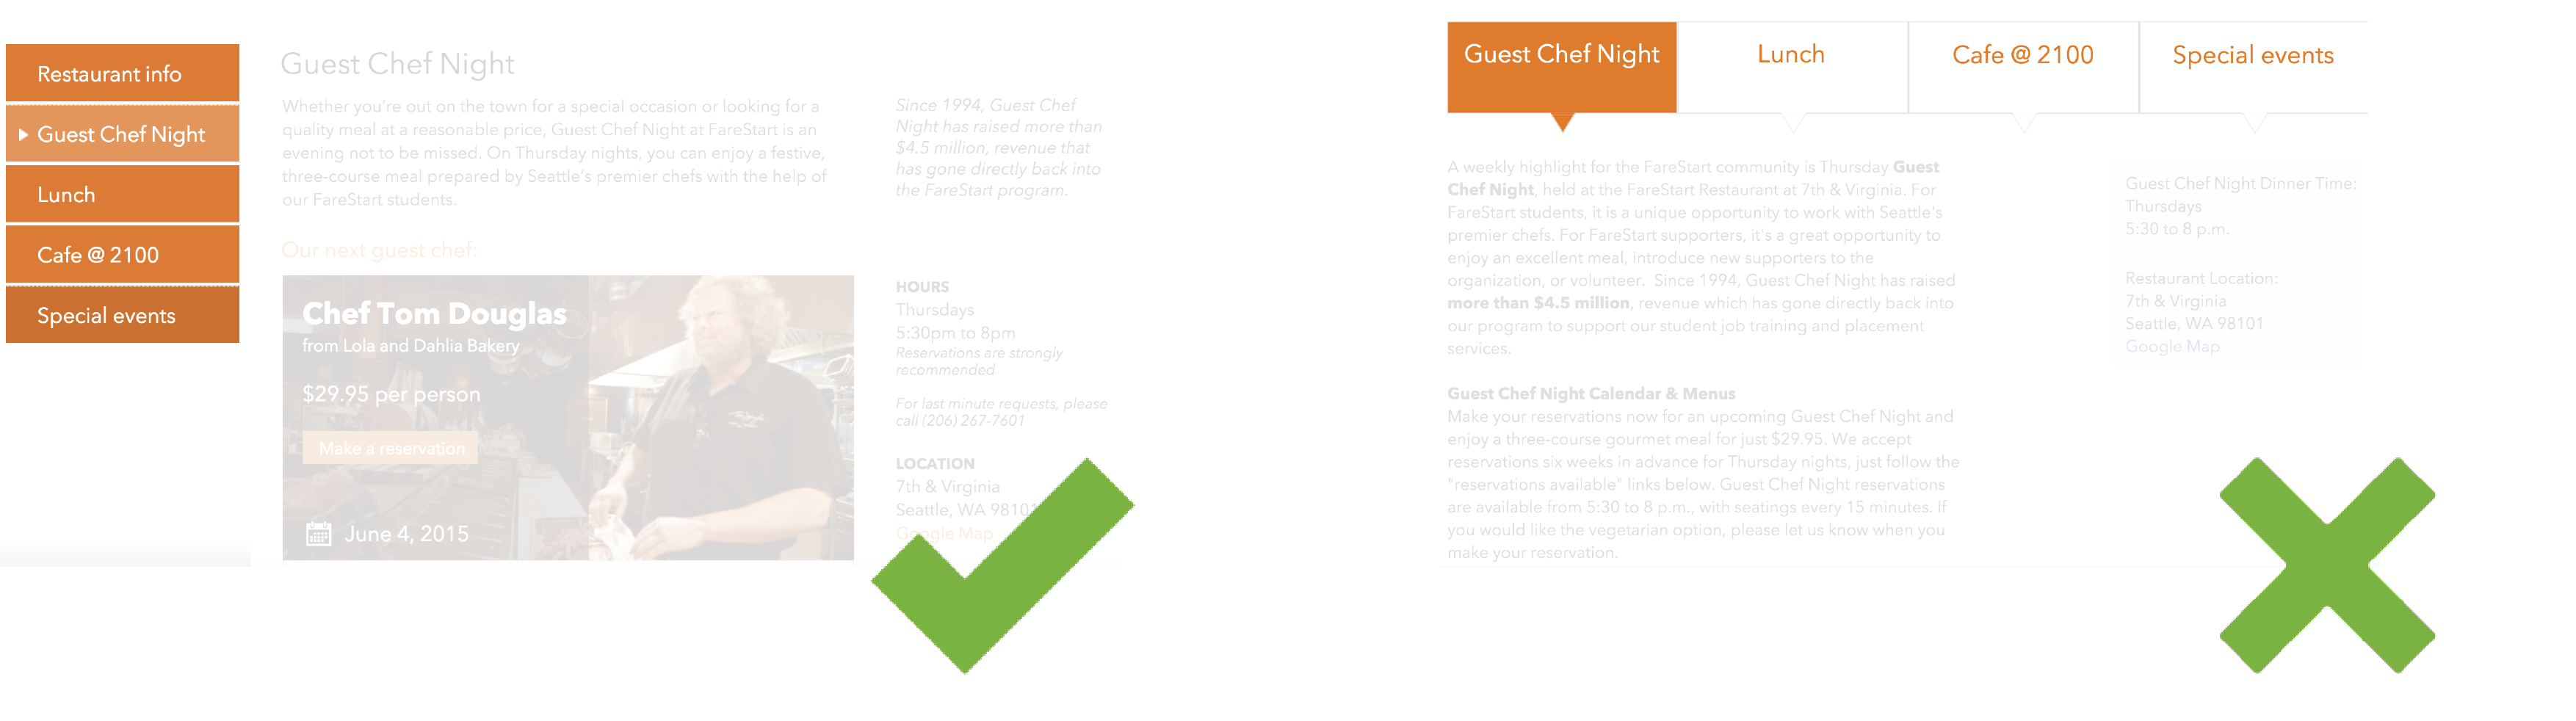 Restaurant info
Guest Chef Night
Lunch
Cafe @ 2100
Special events
Guest Chef Night
Whether you're out on the town for a special occasion or looking for a
quality meal at a reasonable price, Guest Chef Night at FareStart is an
evening not to be missed. On Thursday nights, you can enjoy a festive,
three-course meal prepared by Seattle's premier chefs with the help of
our FareStart students.
Our next guest chef:
Chef Tom Douglas
from Lola and Dahlia Bakery
$29.95 per person
Make a reservation
June 4, 2015
Since 1994, Guest Chef
Night has raised more than
$4.5 million, revenue that
has gone directly back into
the FareStart program.
HOURS
Thursdays
5:30pm to 8pm
Reservations are strongly
recommended
For last minute requests, please
call (206) 267-7601
LOCATION
7th & Virginia
Seattle, WA 98101
Google Map
Guest Chef Night
Lunch
Cafe @ 2100
Special events
A weekly highlight for the FareStart community is Thursday Guest
Chef Night, held at the FareStart Restaurant at 7th & Virginia. For
FareStart students, it is a unique opportunity to work with Seattle's
premier chefs. For FareStart supporters, it's a great opportunity to
enjoy an excellent meal, introduce new supporters to the
organization, or volunteer. Since 1994, Guest Chef Night has raised
more than $4.5 million, revenue which has gone directly back into
our program to support our student job training and placement
services.
Guest Chef Night Calendar & Menus
Make your reservations now for an upcoming Guest Chef Night and
enjoy a three-course gourmet meal for just $29.95. We accept
reservations six weeks in advance for Thursday nights, just follow the
"reservations available" links below. Guest Chef Night reservations
are available from 5:30 to 8 p.m., with seatings every 15 minutes. If
you would like the vegetarian option, please let us know when you
make your reservation.
Guest Chef Night Dinner Time:
Thursdays
5:30 to 8 p.m.
Restaurant Location:
7th & Virginia
Seattle, WA 98101
Google Map